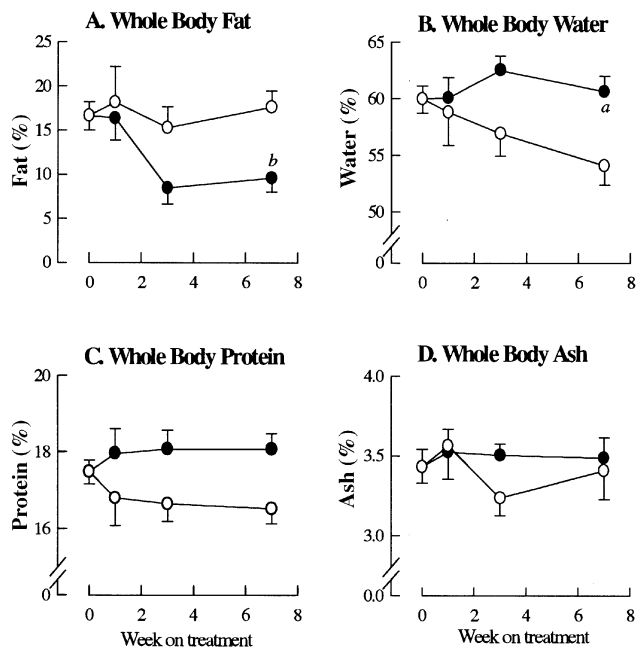 A. Whole Body Fat
25
20
15
10
5
0
Fat (%)
b
0 2 4 6 8
B. Whole Body Water
65
60
55
50
0
Water (%)
a
0 2 4 6 8
C. Whole Body Protein
20
18
16
0
Protein (%)
0 2 4 6 8
Week on treatment
D. Whole Body Ash
4.0
3.5
3.0
0.0
Ash (%)
0 2 4 6 8
Week on treatment